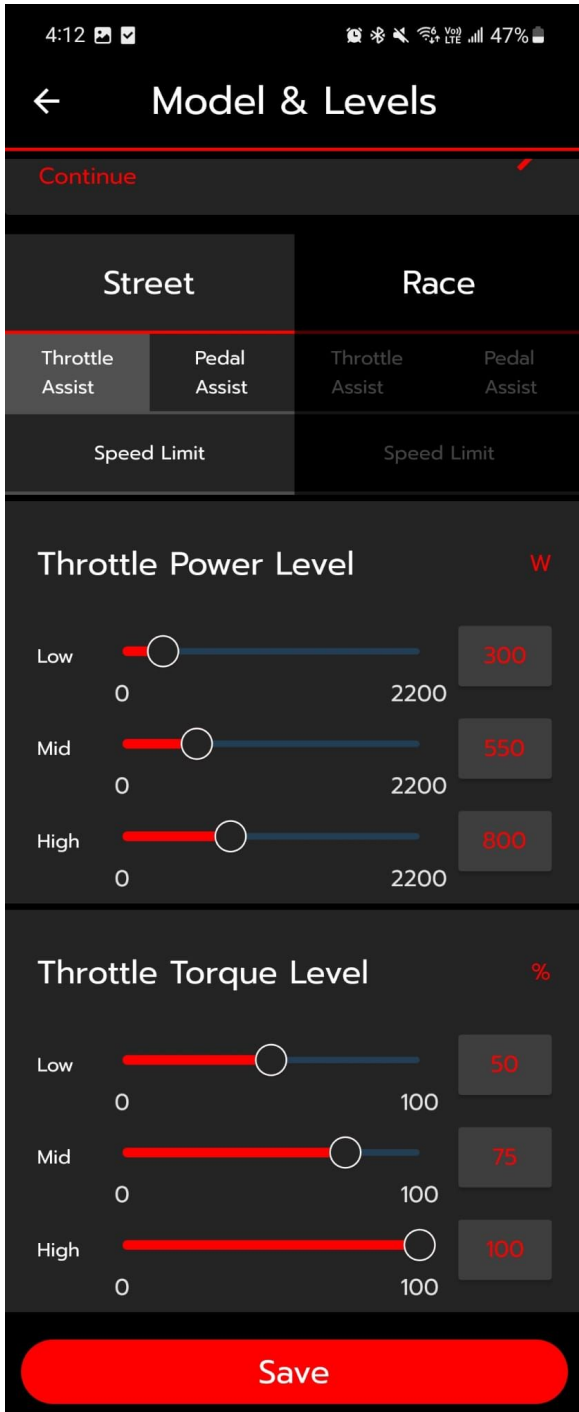 4:12 Vo)) LTE 47%
Model & Levels
Continue
Street Race
Throttle Assist Pedal Assist Throttle Assist Pedal Assist
Speed Limit Speed Limit
Throttle Power Level W
Low 300
0 2200
Mid 550
0 2200
High 800
0 2200
Throttle Torque Level %
Low 50
0 100
Mid 75
0 100
High 100
0 100
Save